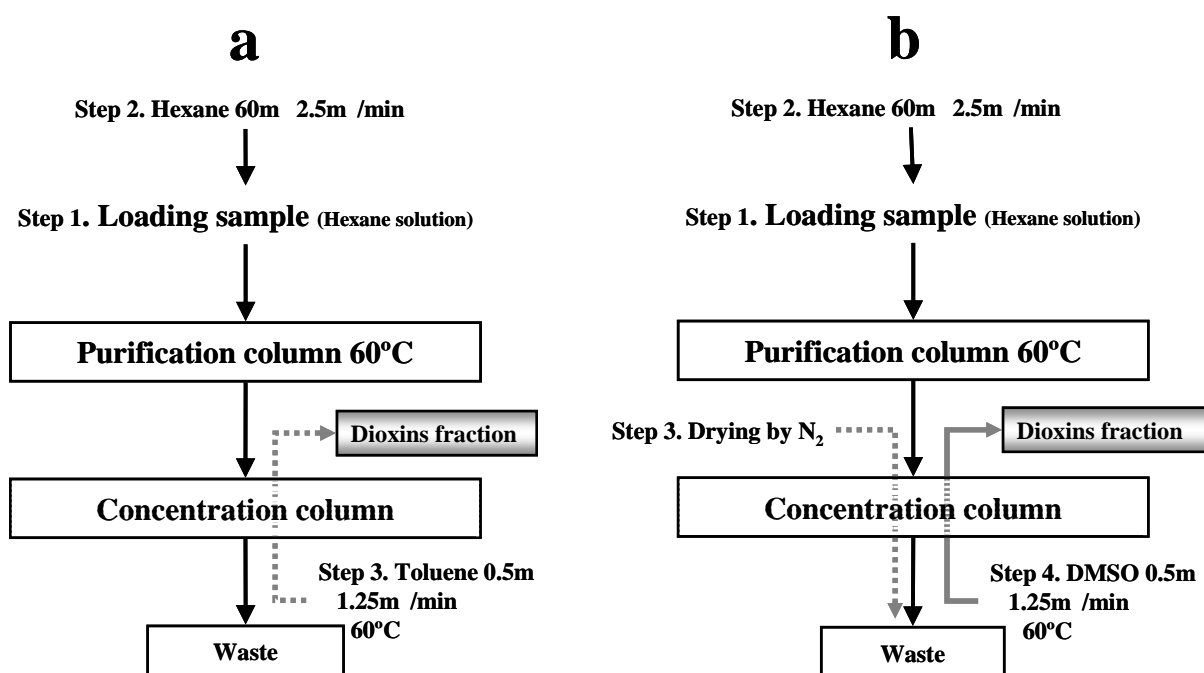 a
Step 2. Hexane 60m 2.5m /min
Step 1. Loading sample (Hexane solution)
Purification column 60ºC
Dioxins fraction
Concentration column
Step 3. Toluene 0.5m
1.25m /min
60ºC
Waste
b
Step 2. Hexane 60m 2.5m /min
Step 1. Loading sample (Hexane solution)
Purification column 60ºC
Step 3. Drying by N₂
Dioxins fraction
Concentration column
Step 4. DMSO 0.5m
1.25m /min
60ºC
Waste